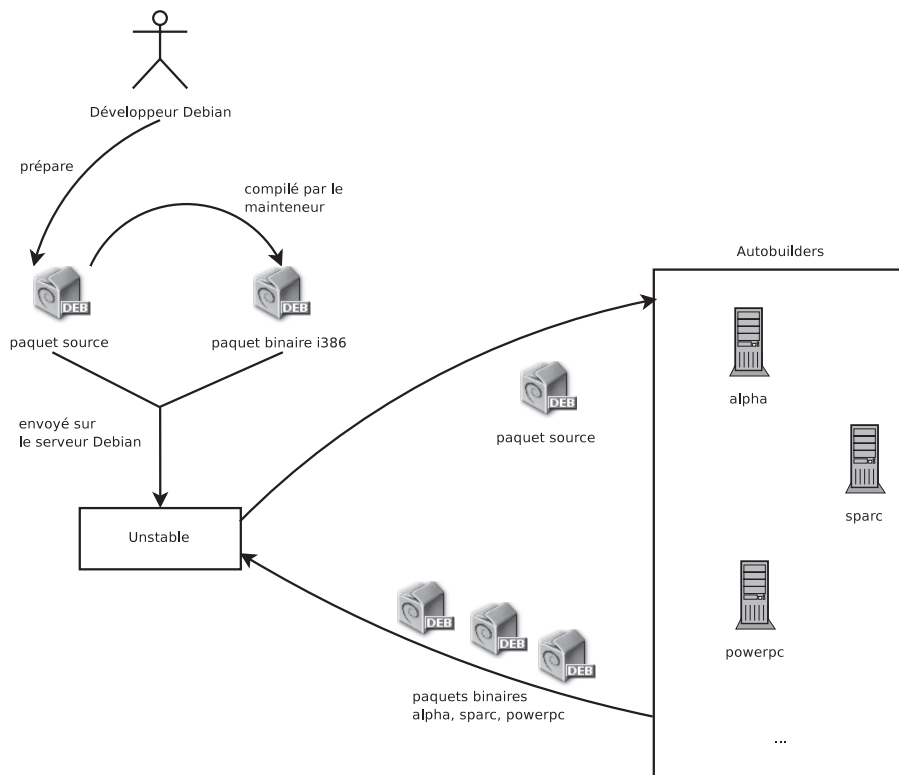 Développeur Debian
prépare
compilé par le
mainteneur
DEB
DEB
paquet source
paquet binaire i386
envoyé sur
le serveur Debian
Unstable
DEB
paquet source
Autobuilders
alpha
sparc
powerpc
...
DEB
DEB
DEB
paquets binaires
alpha, sparc, powerpc